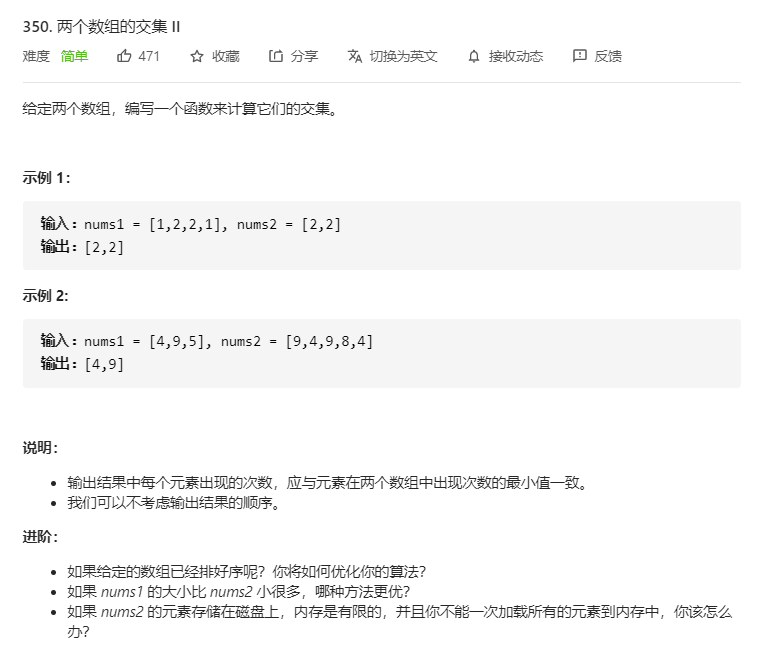 350. 两个数组的交集 II
难度 简单 471 收藏 分享 切换为英文 接收动态 反馈
给定两个数组，编写一个函数来计算它们的交集。
示例 1：
输入：nums1 = [1,2,2,1], nums2 = [2,2]
输出：[2,2]
示例 2:
输入：nums1 = [4,9,5], nums2 = [9,4,9,8,4]
输出：[4,9]
说明：
输出结果中每个元素出现的次数，应与元素在两个数组中出现次数的最小值一致。
我们可以不考虑输出结果的顺序。
进阶：
如果给定的数组已经排好序呢？你将如何优化你的算法？
如果 nums1 的大小比 nums2 小很多，哪种方法更优？
如果 nums2 的元素存储在磁盘上，内存是有限的，并且你不能一次加载所有的元素到内存中，你该怎么
办？